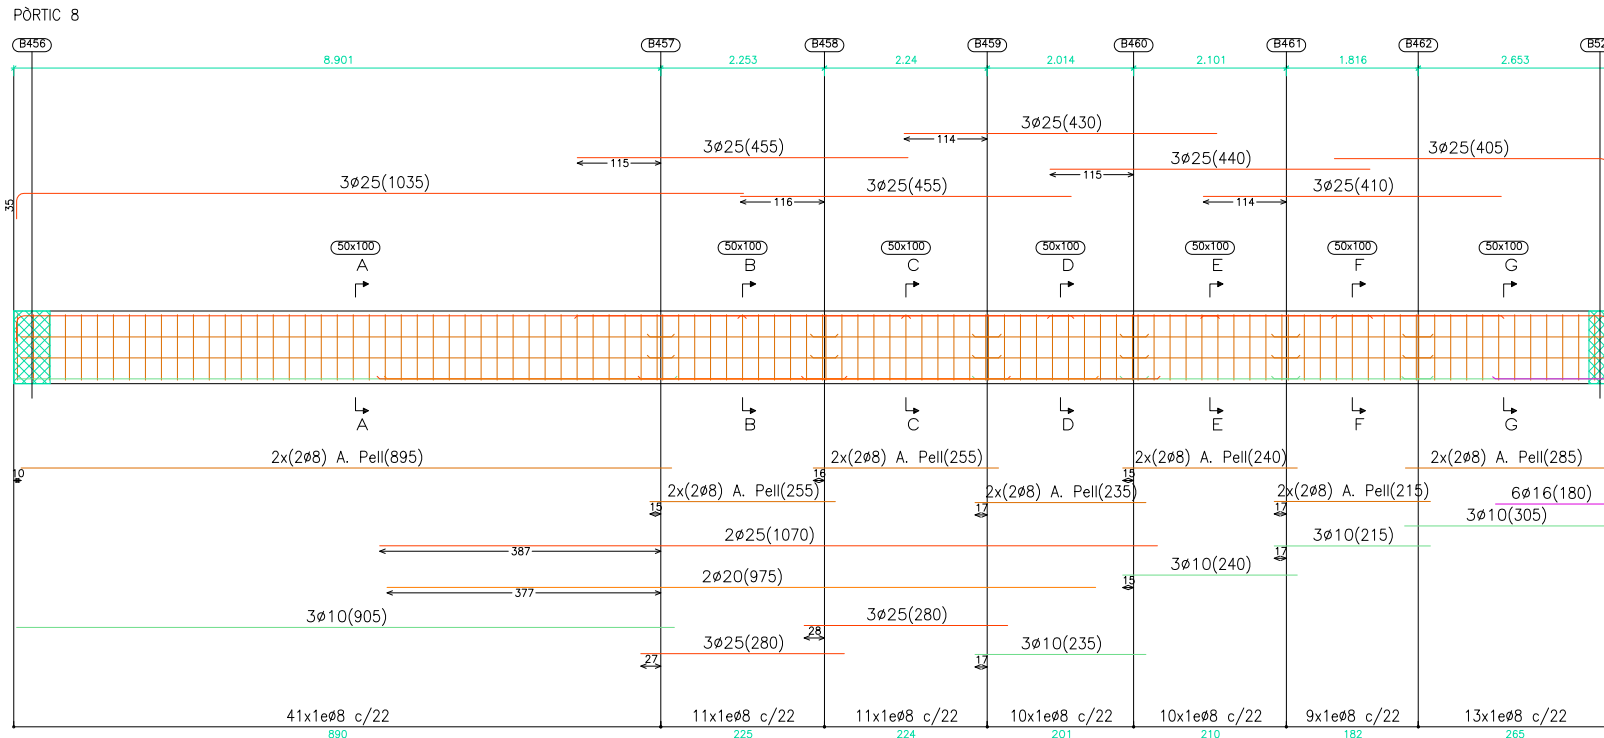 PÒRTIC 8
B456 B457 B458 B459 B460 B461 B462
8.901 2.253 2.24 2.014 2.101 1.816 2.653
3ø25(430)
114
3ø25(455) 3ø25(405)
115
3ø25(440)
115
3ø25(1035) 3ø25(455) 3ø25(410)
35 116 114
50x100 50x100 50x100 50x100 50x100 50x100 50x100
A B C D E F G
A B C D E F G
2x(2ø8) A. Pell(895) 2x(2ø8) A. Pell(255) 2x(2ø8) A. Pell(240) 2x(2ø8) A. Pell(285)
10 16 15
2x(2ø8) A. Pell(255) 2x(2ø8) A. Pell(235) 2x(2ø8) A. Pell(215) 6ø16(180)
15 17 17
3ø10(305)
2ø25(1070) 3ø10(215)
387 17
3ø10(240)
2ø20(975) 15
377
3ø10(905) 3ø25(280)
28
3ø25(280) 3ø10(235)
27 17
41x1eø8 c/22 11x1eø8 c/22 11x1eø8 c/22 10x1eø8 c/22 10x1eø8 c/22 9x1eø8 c/22 13x1eø8 c/22
890 225 224 201 210 182 265